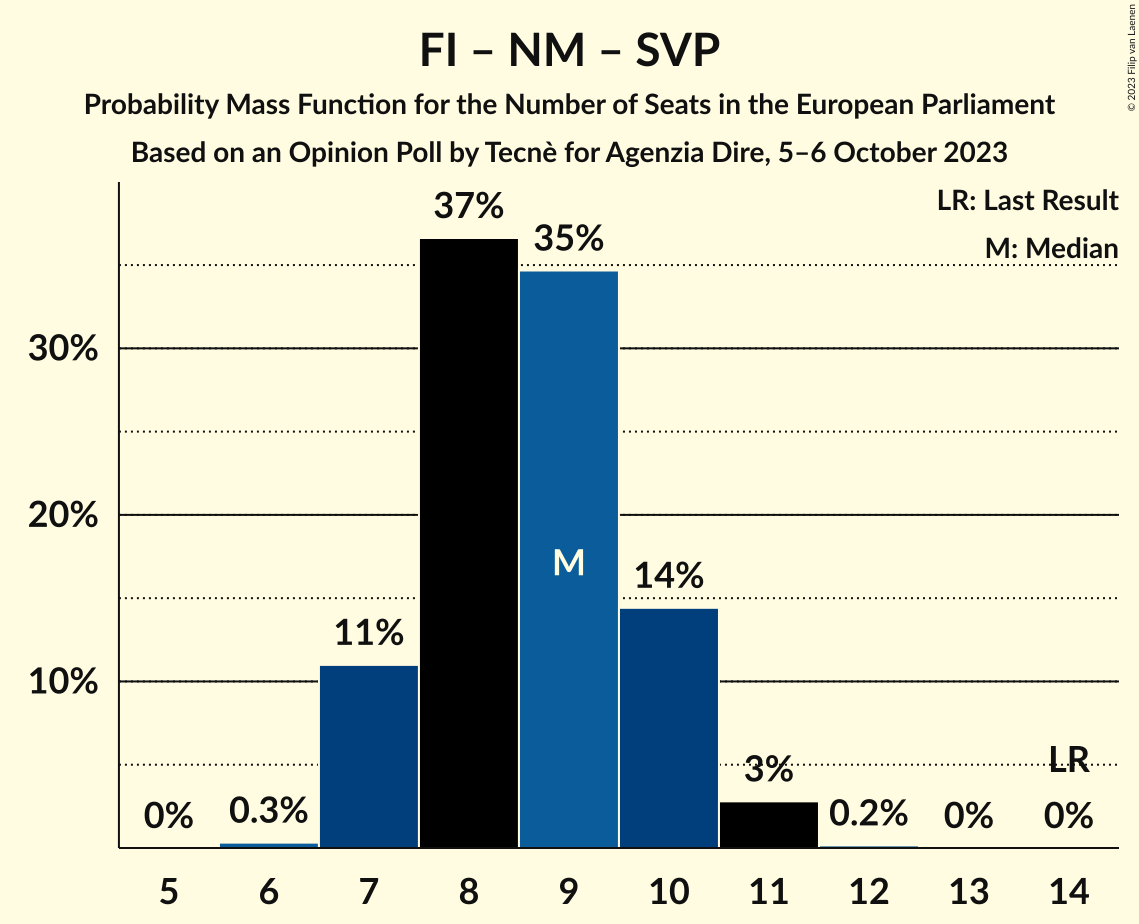 FI – NM – SVP
Probability Mass Function for the Number of Seats in the European Parliament
Based on an Opinion Poll by Tecnè for Agenzia Dire, 5–6 October 2023
© 2023 Filip van Laenen
LR: Last Result
M: Median
37%
35%
30%
20%
M
14%
11%
10%
LR
3%
0%
0.3%
0.2%
0%
0%
5 6 7 8 9 10 11 12 13 14